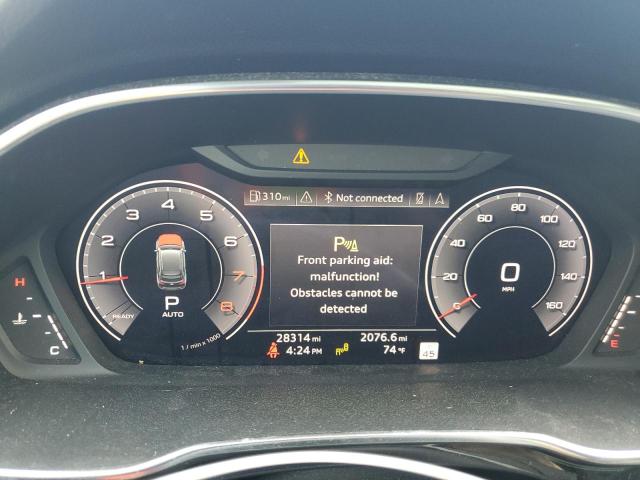 310 mi Not connected
1 2 3 4 5 6 7 8
READY
P
AUTO
1 / min x 1000
P
Front parking aid:
malfunction!
Obstacles cannot be
detected
20 40 60 80 100 120 140 160
0
MPH
28314 mi 2076.6 mi
4:24 PM 74 °F
45
H
C
E